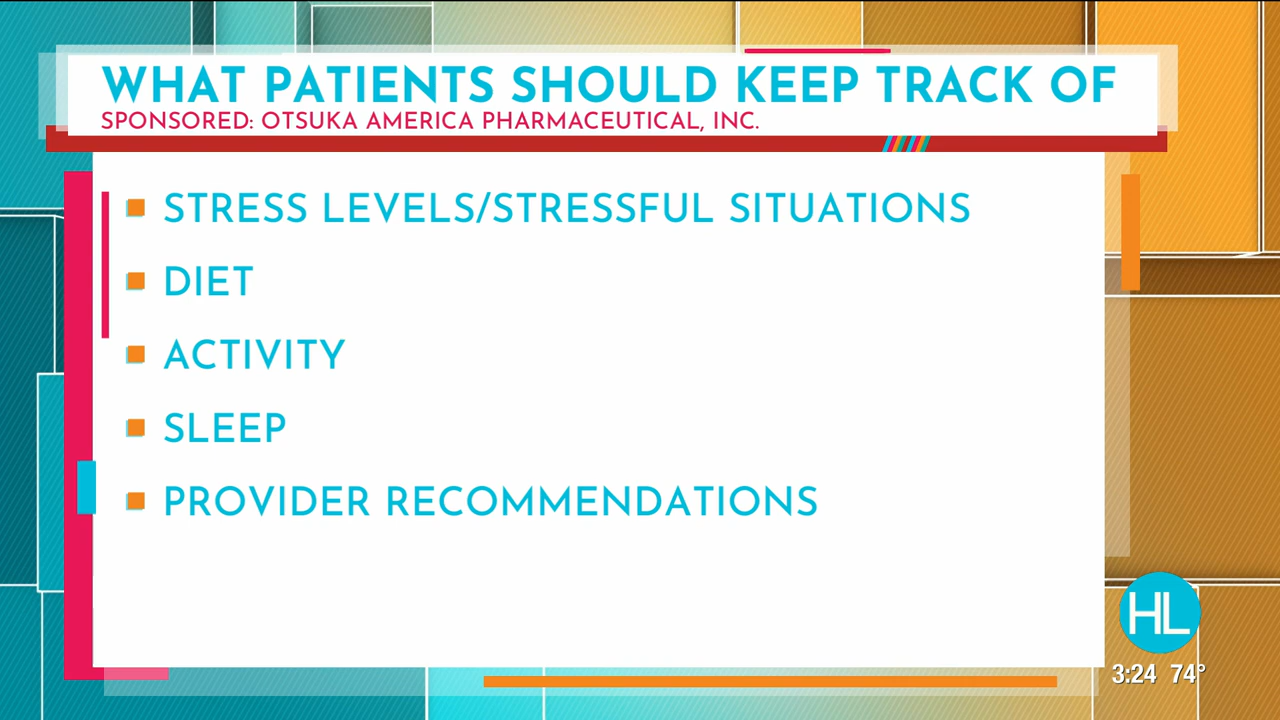 WHAT PATIENTS SHOULD KEEP TRACK OF
SPONSORED: OTSUKA AMERICA PHARMACEUTICAL, INC.
STRESS LEVELS/STRESSFUL SITUATIONS
DIET
ACTIVITY
SLEEP
PROVIDER RECOMMENDATIONS
HL
3:24 74°